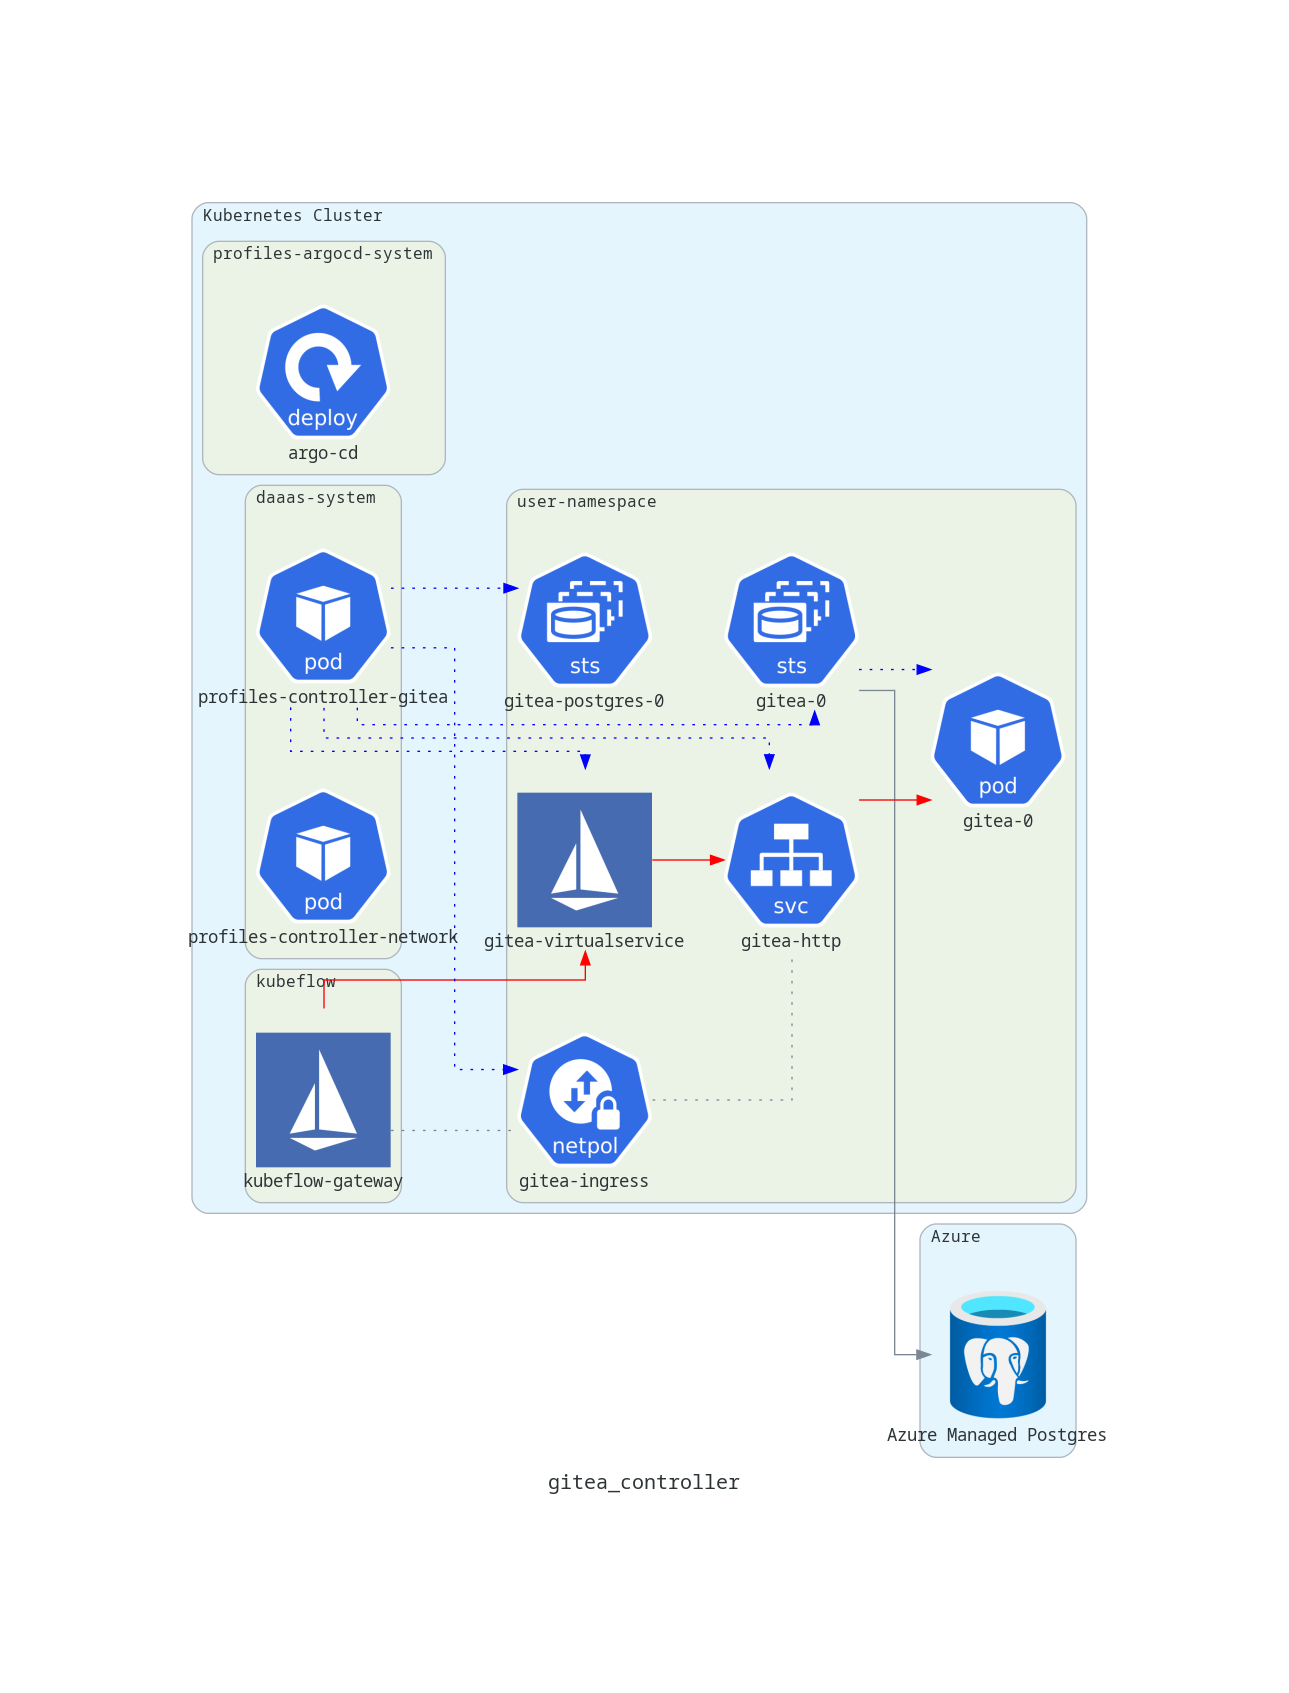 Kubernetes Cluster
profiles-argocd-system
deploy
argo-cd
daaas-system
pod
profiles-controller-gitea
pod
profiles-controller-network
kubeflow
kubeflow-gateway
user-namespace
sts
gitea-postgres-0
sts
gitea-0
pod
gitea-0
gitea-virtualservice
svc
gitea-http
netpol
gitea-ingress
Azure
Azure Managed Postgres
gitea_controller